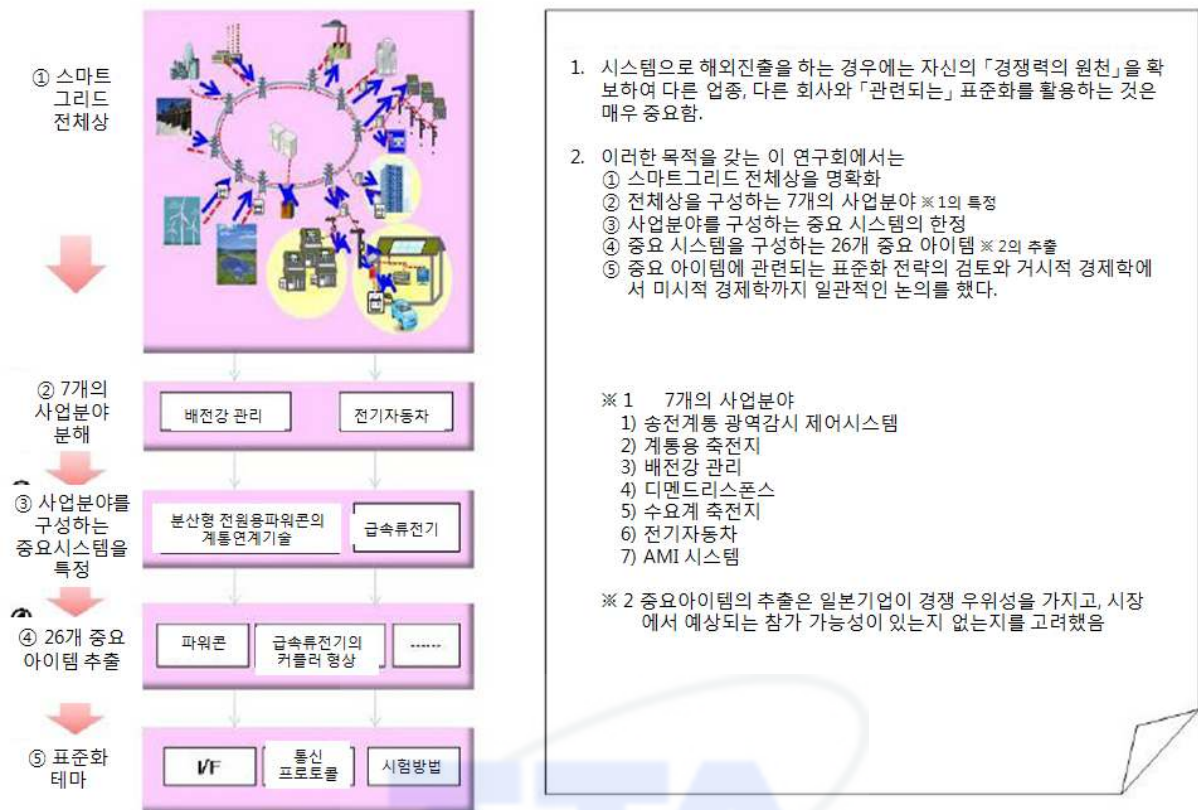 ① 스마트
그리드
전체상
② 7개의
사업분야
분해
배전강 관리
전기자동차
③ 사업분야를
구성하는
중요시스템을
특정
분산형 전원용파워콘의
계통연계기술
급속류전기
④ 26개 중요
아이템 추출
파워콘
급속류전기의
커플러 형상
------
⑤ 표준화
테마
I/F
통신
프로토콜
시험방법
1. 시스템으로 해외진출을 하는 경우에는 자신의 「경쟁력의 원천」을 확
보하여 다른 업종, 다른 회사와 「관련되는」 표준화를 활용하는 것은
매우 중요함.
2. 이러한 목적을 갖는 이 연구회에서는
① 스마트그리드 전체상을 명확화
② 전체상을 구성하는 7개의 사업분야 ※ 1의 특정
③ 사업분야를 구성하는 중요 시스템의 한정
④ 중요 시스템을 구성하는 26개 중요 아이템 ※ 2의 추출
⑤ 중요 아이템에 관련되는 표준화 전략의 검토와 거시적 경제학에
서 미시적 경제학까지 일관적인 논의를 했다.
※ 1 7개의 사업분야
1) 송전계통 광역감시 제어시스템
2) 계통용 축전지
3) 배전강 관리
4) 디멘드리스폰스
5) 수요계 축전지
6) 전기자동차
7) AMI 시스템
※ 2 중요아이템의 추출은 일본기업이 경쟁 우위성을 가지고, 시장
에서 예상되는 참가 가능성이 있는지 없는지를 고려했음